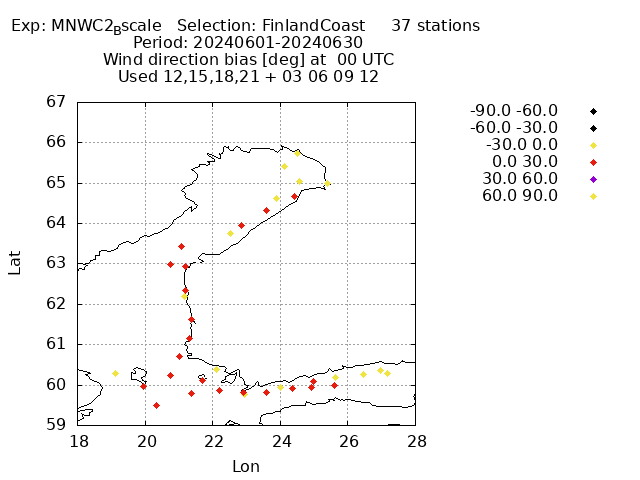 Exp: MNWC2Bscale Selection: FinlandCoast 37 stations
Period: 20240601-20240630
Wind direction bias [deg] at 00 UTC
Used 12,15,18,21 + 03 06 09 12
67
66
65
64
63
62
61
60
59
18 20 22 24 26 28
Lat
Lon
-90.0 -60.0
-60.0 -30.0
-30.0 0.0
0.0 30.0
30.0 60.0
60.0 90.0